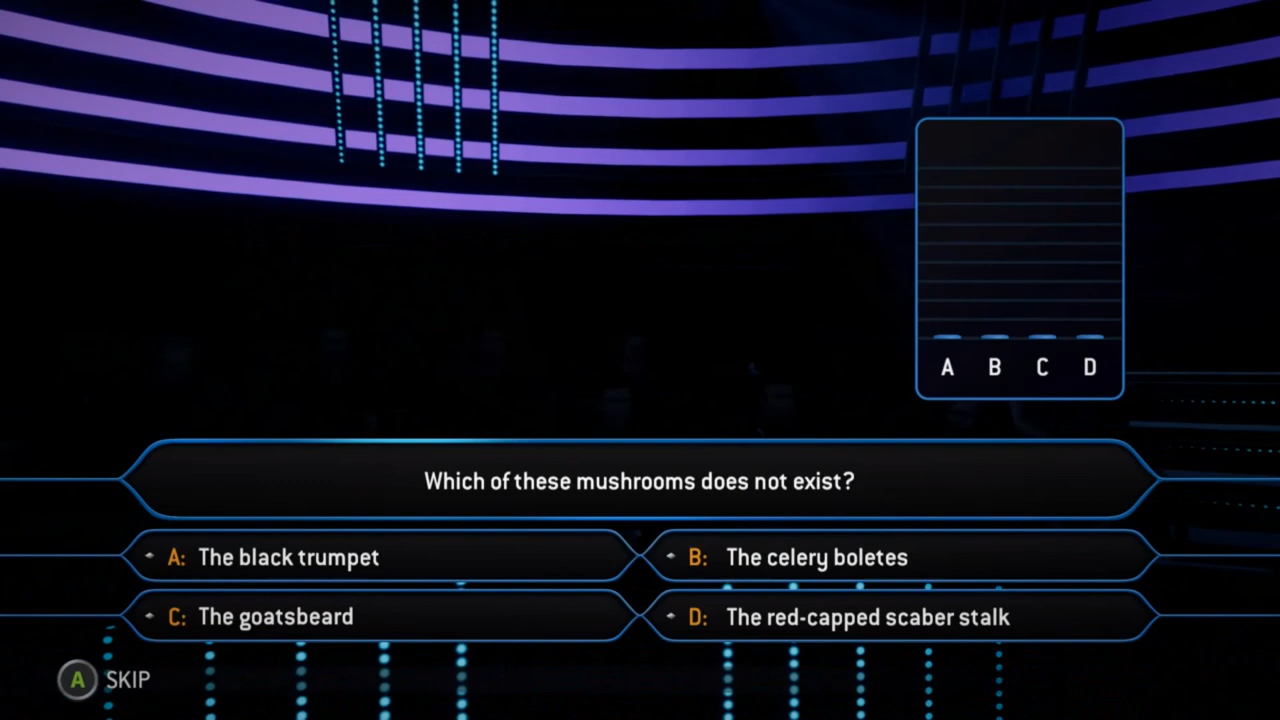 A B C D
Which of these mushrooms does not exist?
A: The black trumpet
B: The celery boletes
C: The goatsbeard
D: The red-capped scaber stalk
A SKIP